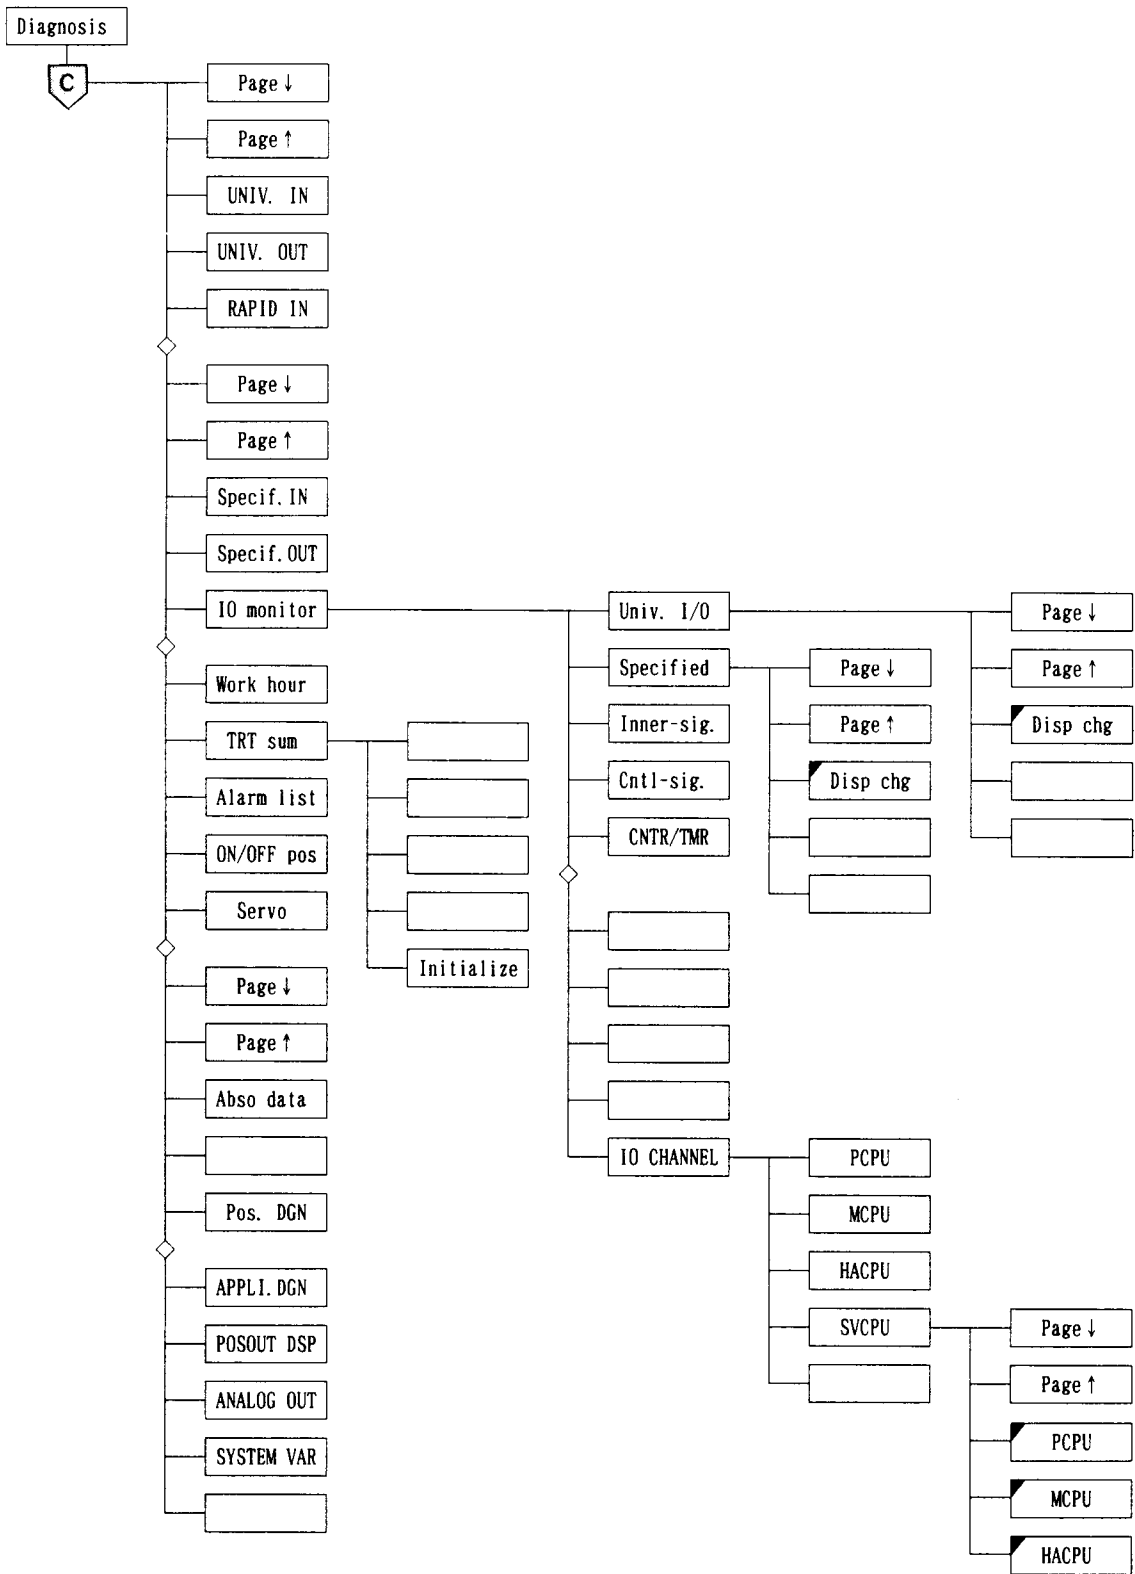 Diagnosis
C
Page ↓
Page ↑
UNIV. IN
UNIV. OUT
RAPID IN
Page ↓
Page ↑
Specif. IN
Specif. OUT
IO monitor
Work hour
TRT sum
Alarm list
ON/OFF pos
Servo
Page ↓
Page ↑
Abso data
Pos. DGN
APPLI. DGN
POSOUT DSP
ANALOG OUT
SYSTEM VAR
Initialize
Univ. I/O
Specified
Inner-sig.
Cntl-sig.
CNTR/TMR
IO CHANNEL
Page ↓
Page ↑
Disp chg
PCPU
MCPU
HACPU
SVCPU
Page ↓
Page ↑
Disp chg
Page ↓
Page ↑
PCPU
MCPU
HACPU